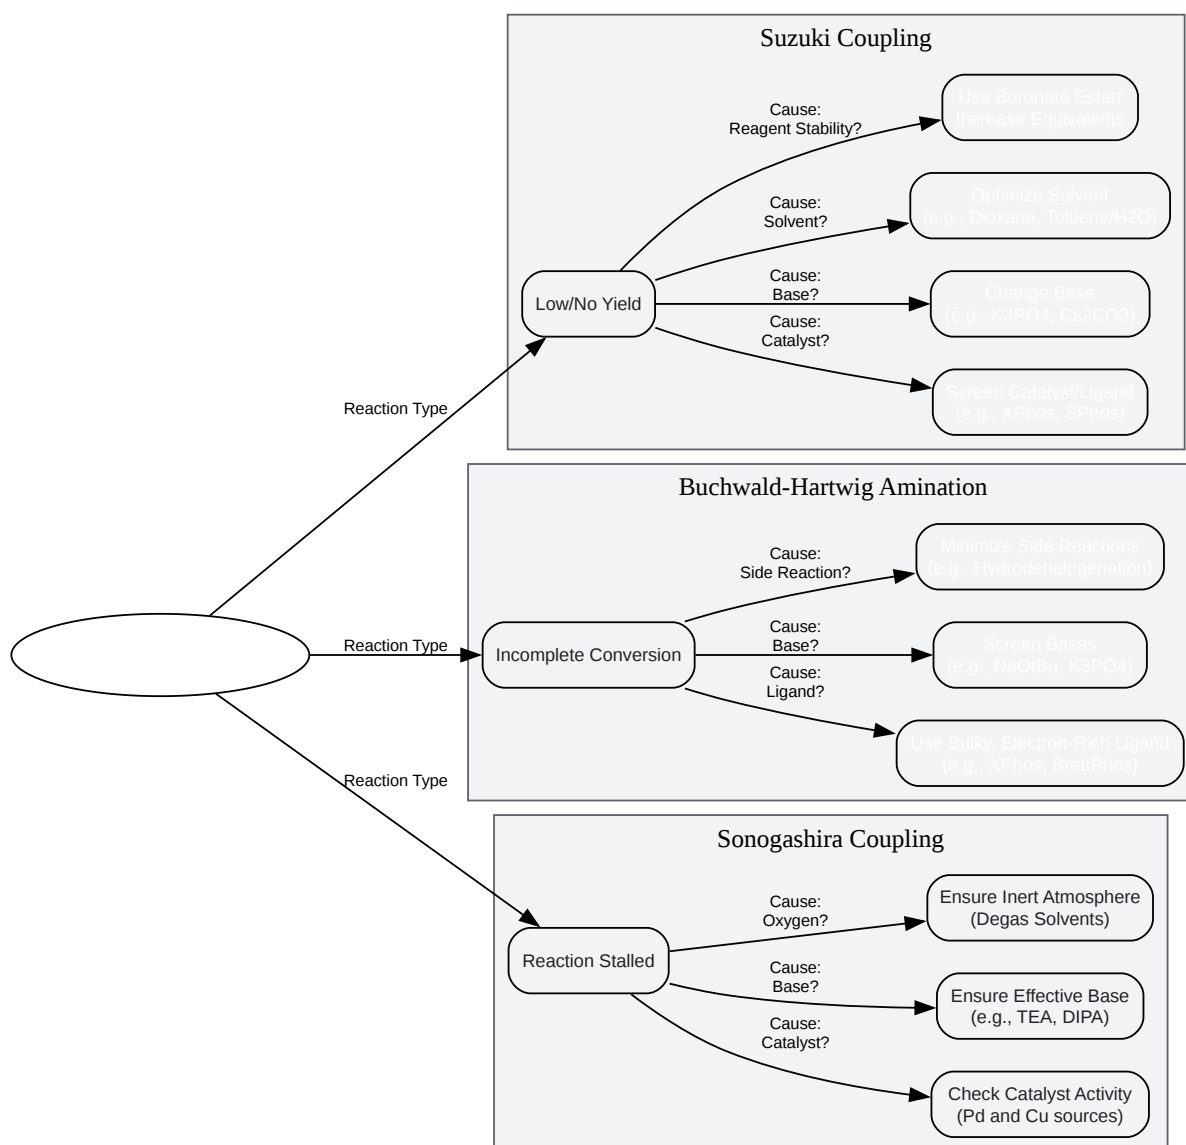 Suzuki Coupling
Cause:
Reagent Stability?
Use Boronate Ester/
Increase Equivalents
Cause:
Solvent?
Optimize Solvent
(e.g., Dioxane, Toluene/H2O)
Low/No Yield
Cause:
Base?
Change Base
(e.g., K3PO4, Cs2CO3)
Cause:
Catalyst?
Screen Catalyst/Ligand
(e.g., XPhos, SPhos)
Reaction Type
Buchwald-Hartwig Amination
Cause:
Side Reaction?
Minimize Side Reactions
(e.g., Hydrodehalogenation)
Reaction Type
Incomplete Conversion
Cause:
Base?
Screen Bases
(e.g., NaOtBu, K3PO4)
Cause:
Ligand?
Use Bulky, Electron-Rich Ligand
(e.g., XPhos, BrettPhos)
Reaction Type
Sonogashira Coupling
Cause:
Oxygen?
Ensure Inert Atmosphere
(Degas Solvents)
Reaction Stalled
Cause:
Base?
Ensure Effective Base
(e.g., TEA, DIPA)
Cause:
Catalyst?
Check Catalyst Activity
(Pd and Cu sources)